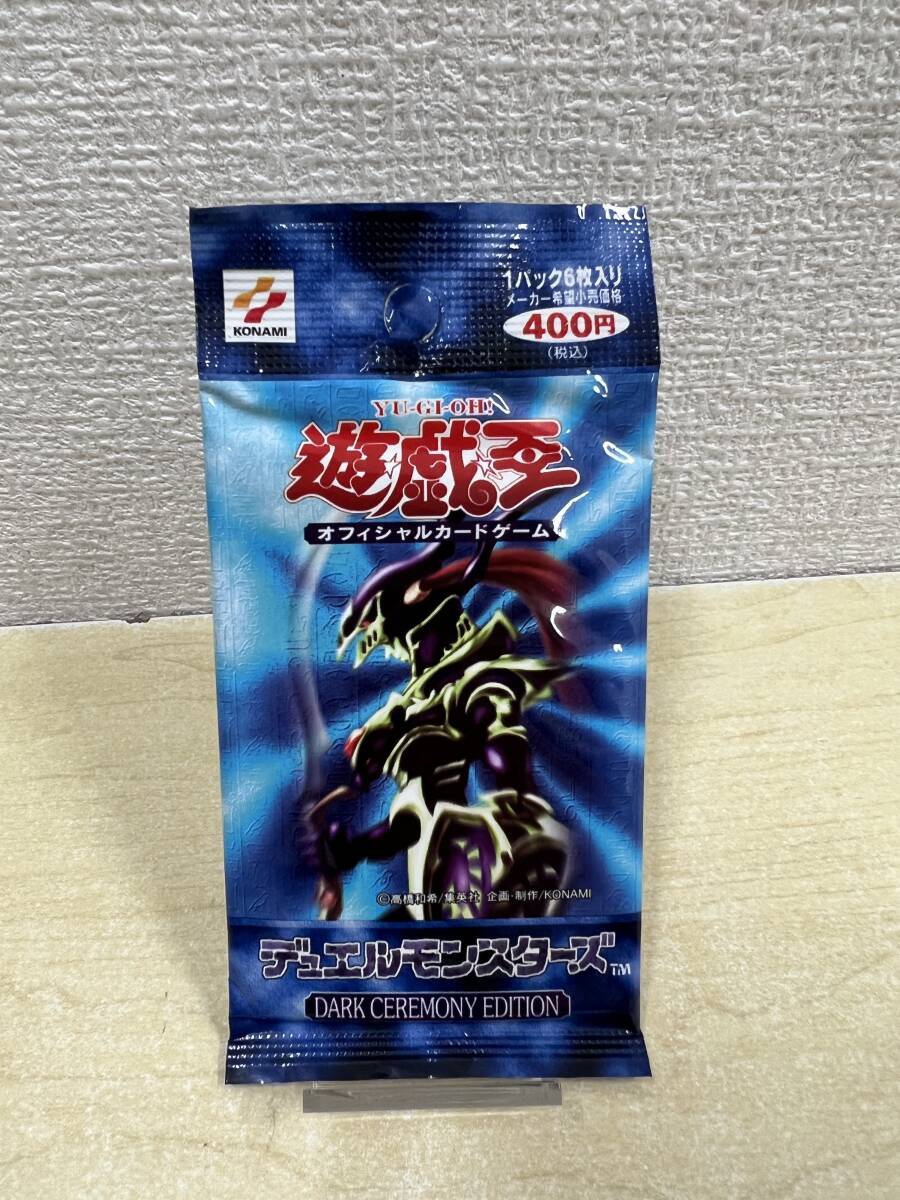 KONAMI
1パック6枚入り
メーカー希望小売価格
400円
(税込)
YU-GI-OH!
遊☆戯☆王
オフィシャルカードゲーム
©高橋和希/集英社 企画・制作/KONAMI
デュエルモンスターズ™
DARK CEREMONY EDITION